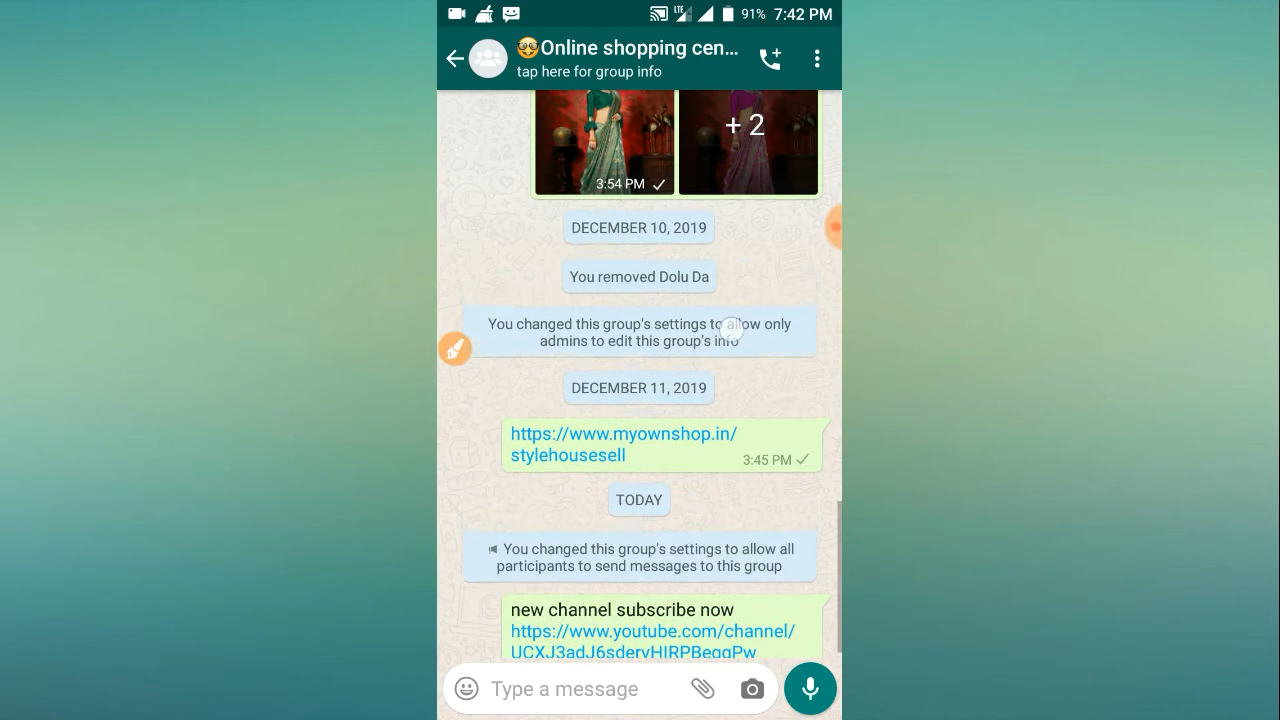 LTE 91% 7:42 PM
🤓Online shopping cen...
tap here for group info
+ 2
3:54 PM
DECEMBER 10, 2019
You removed Dolu Da
You changed this group's settings to allow only
admins to edit this group's info
DECEMBER 11, 2019
https://www.myownshop.in/
stylehousesell
3:45 PM
TODAY
You changed this group's settings to allow all
participants to send messages to this group
new channel subscribe now
https://www.youtube.com/channel/
Type a message